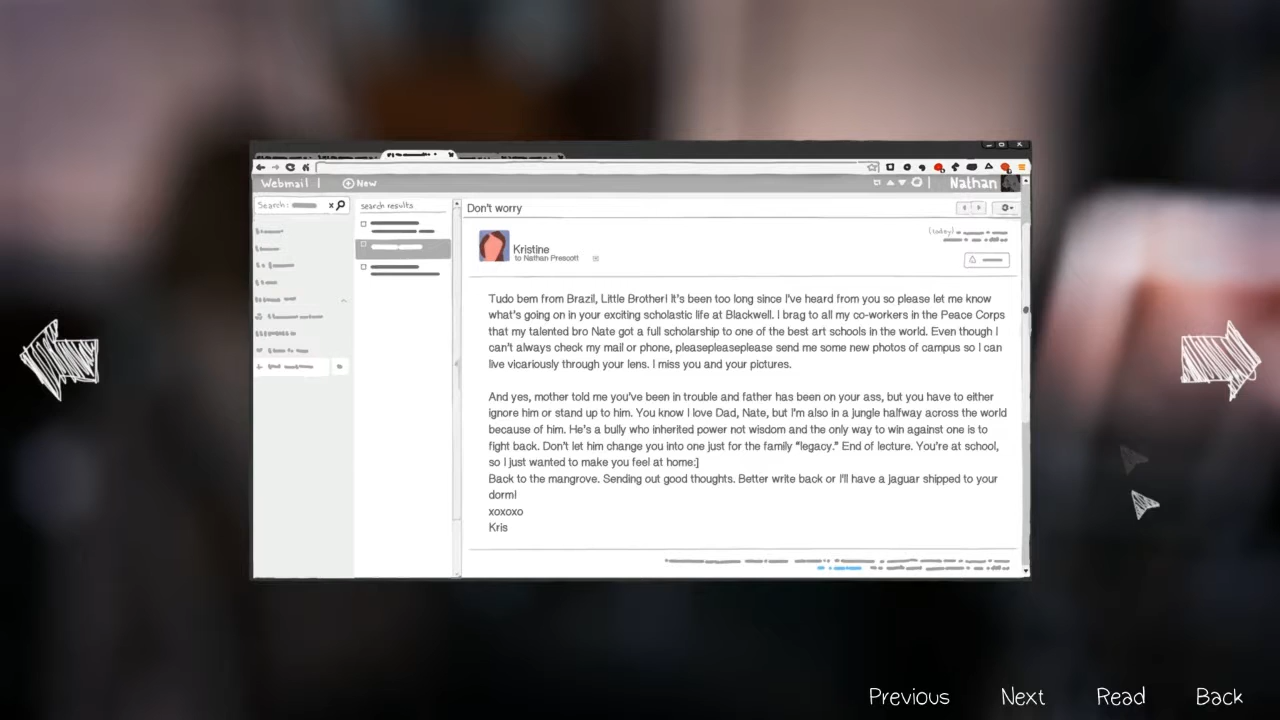 Webmail | New
Nathan
Search:
x
search results
Don't worry
(today)
Kristine
to Nathan Prescott
Tudo bem from Brazil, Little Brother! It's been too long since I've heard from you so please let me know
what's going on in your exciting scholastic life at Blackwell. I brag to all my co-workers in the Peace Corps
that my talented bro Nate got a full scholarship to one of the best art schools in the world. Even though I
can't always check my mail or phone, pleasepleaseplease send me some new photos of campus so I can
live vicariously through your lens. I miss you and your pictures.
And yes, mother told me you've been in trouble and father has been on your ass, but you have to either
ignore him or stand up to him. You know I love Dad, Nate, but I'm also in a jungle halfway across the world
because of him. He's a bully who inherited power not wisdom and the only way to win against one is to
fight back. Don't let him change you into one just for the family "legacy." End of lecture. You're at school,
so I just wanted to make you feel at home:]
Back to the mangrove. Sending out good thoughts. Better write back or I'll have a jaguar shipped to your
dorm!
xoxoxo
Kris
Previous Next Read Back